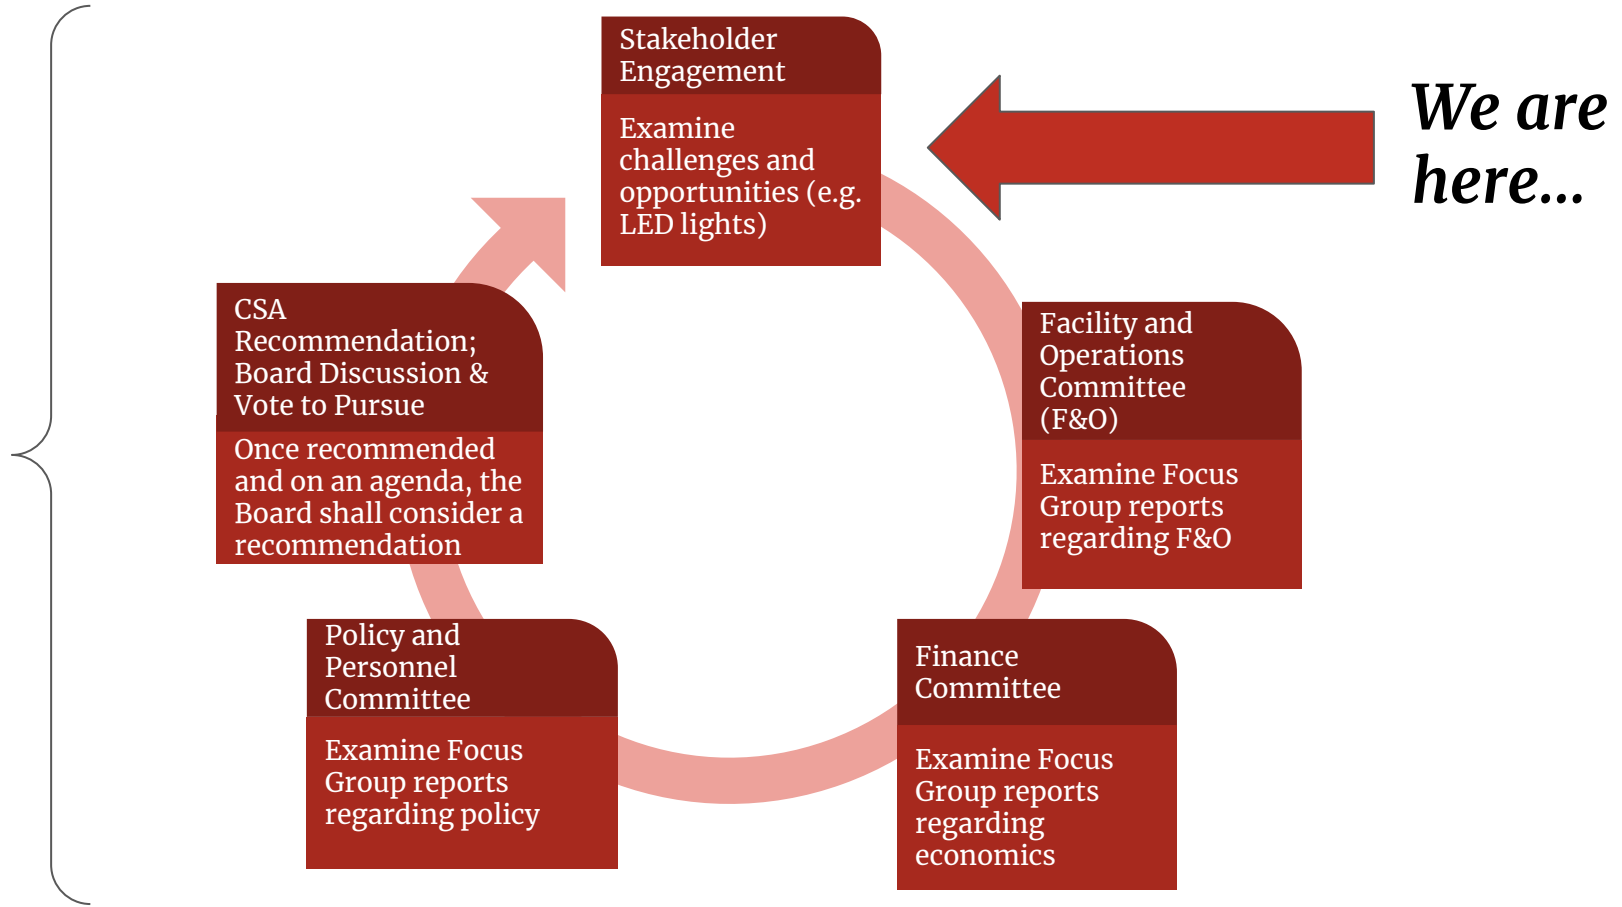 Stakeholder
Engagement
Examine
challenges and
opportunities (e.g.
LED lights)
We are
here...
Facility and
Operations
Committee
(F&O)
Examine Focus
Group reports
regarding F&O
Finance
Committee
Examine Focus
Group reports
regarding
economics
Policy and
Personnel
Committee
Examine Focus
Group reports
regarding policy
CSA
Recommendation;
Board Discussion &
Vote to Pursue
Once recommended
and on an agenda, the
Board shall consider a
recommendation